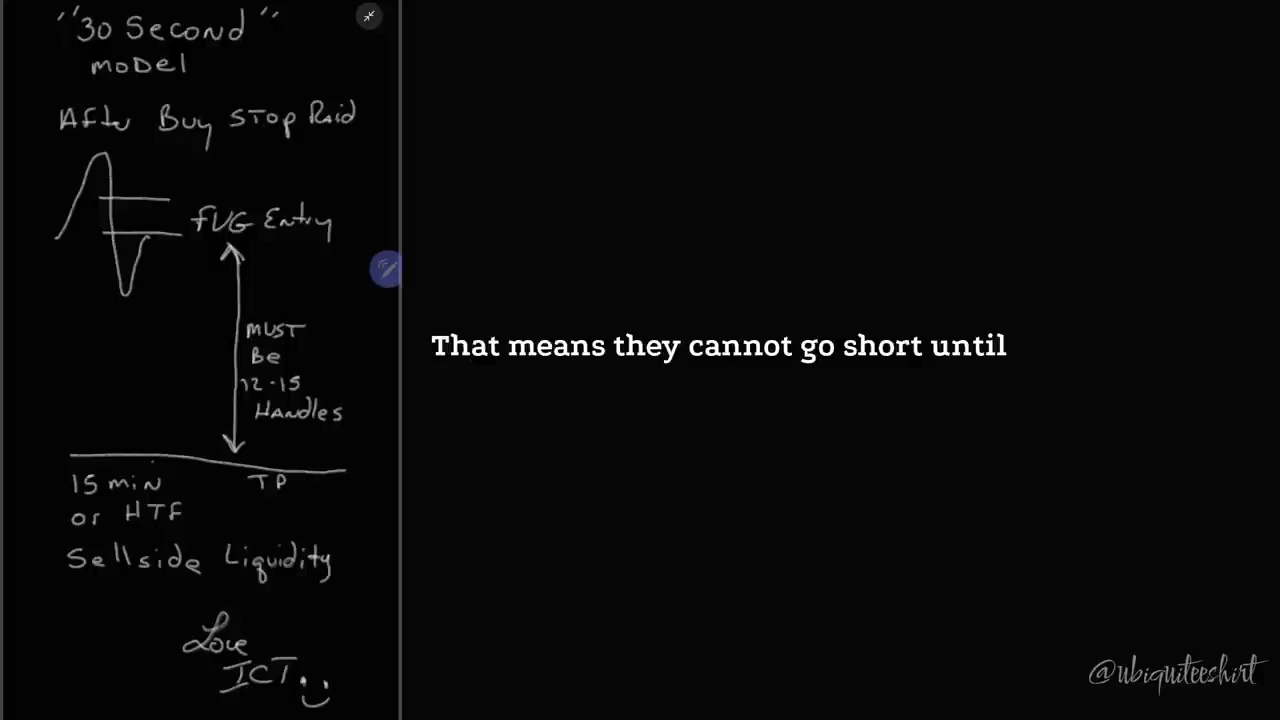 "30 Second"
MODel
After Buy STop Raid
FVG Entry
MUST
Be
12-15
HANdles
15 miN
TP
or HTF
Sellside Liquidity
Love
ICT
That means they cannot go short until
@ubiquiteeshirt